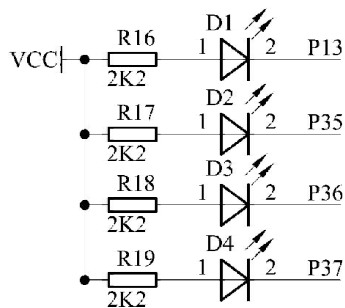 D1
R16 1 2 P13
VCC
2K2
D2
R17 1 2 P35
2K2
D3
R18 1 2 P36
2K2
D4
R19 1 2 P37
2K2